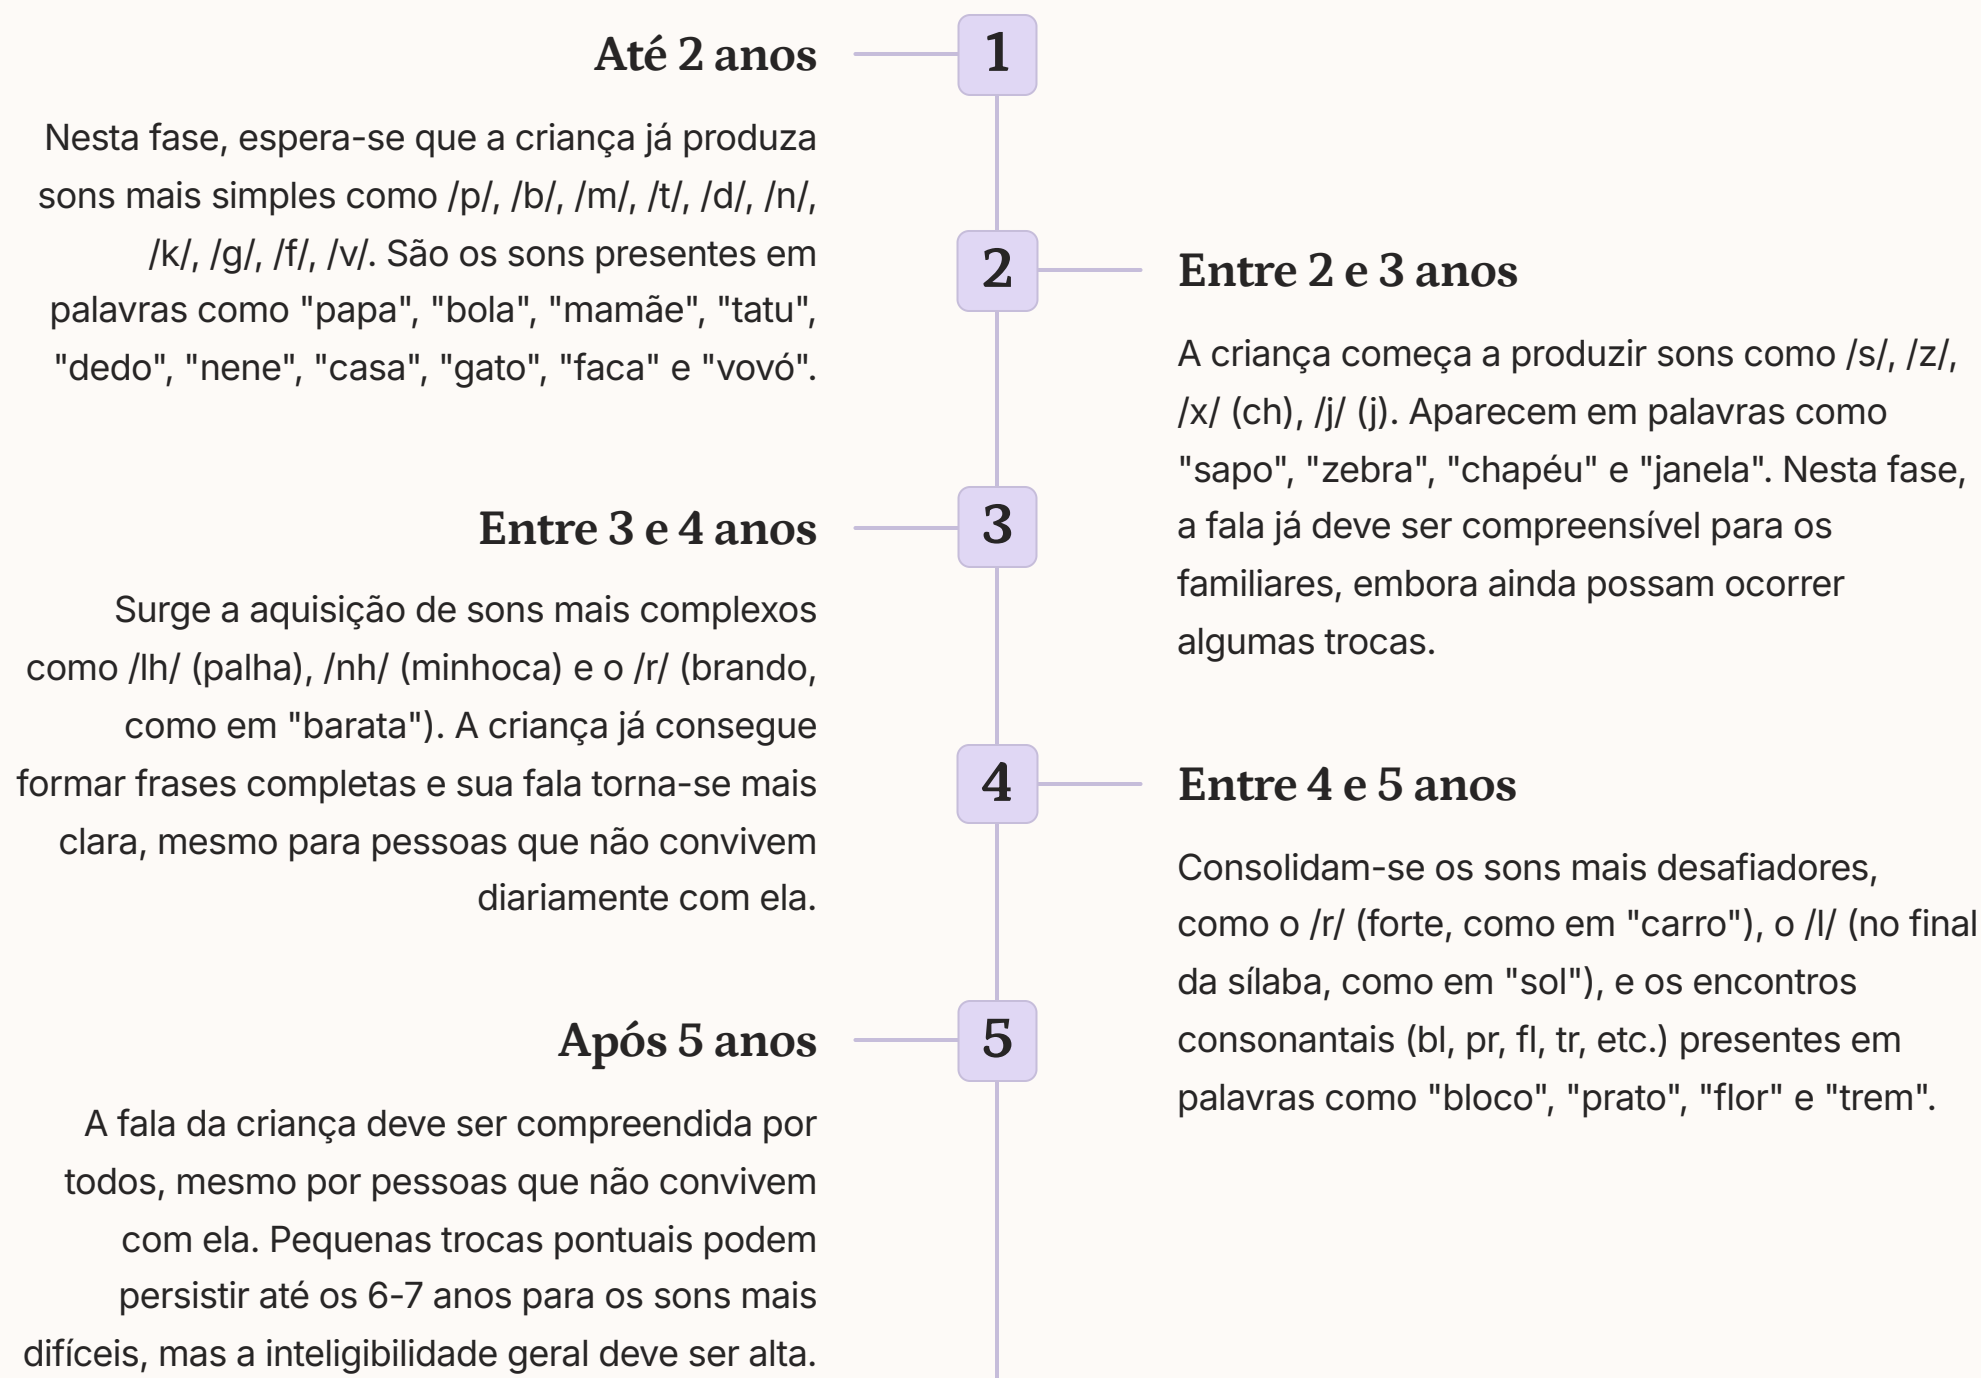 1
Até 2 anos
Nesta fase, espera-se que a criança já produza
sons mais simples como /p/, /b/, /m/, /t/, /d/, /n/,
/k/, /g/, /f/, /v/. São os sons presentes em
palavras como "papa", "bola", "mamãe", "tatu",
"dedo", "nene", "casa", "gato", "faca" e "vovó".
2
Entre 2 e 3 anos
A criança começa a produzir sons como /s/, /z/,
/x/ (ch), /j/ (j). Aparecem em palavras como
"sapo", "zebra", "chapéu" e "janela". Nesta fase,
a fala já deve ser compreensível para os
familiares, embora ainda possam ocorrer
algumas trocas.
3
Entre 3 e 4 anos
Surge a aquisição de sons mais complexos
como /lh/ (palha), /nh/ (minhoca) e o /r/ (brando,
como em "barata"). A criança já consegue
formar frases completas e sua fala torna-se mais
clara, mesmo para pessoas que não convivem
diariamente com ela.
4
Entre 4 e 5 anos
Consolidam-se os sons mais desafiadores,
como o /r/ (forte, como em "carro"), o /l/ (no final
da sílaba, como em "sol"), e os encontros
consonantais (bl, pr, fl, tr, etc.) presentes em
palavras como "bloco", "prato", "flor" e "trem".
5
Após 5 anos
A fala da criança deve ser compreendida por
todos, mesmo por pessoas que não convivem
com ela. Pequenas trocas pontuais podem
persistir até os 6-7 anos para os sons mais
difíceis, mas a inteligibilidade geral deve ser alta.